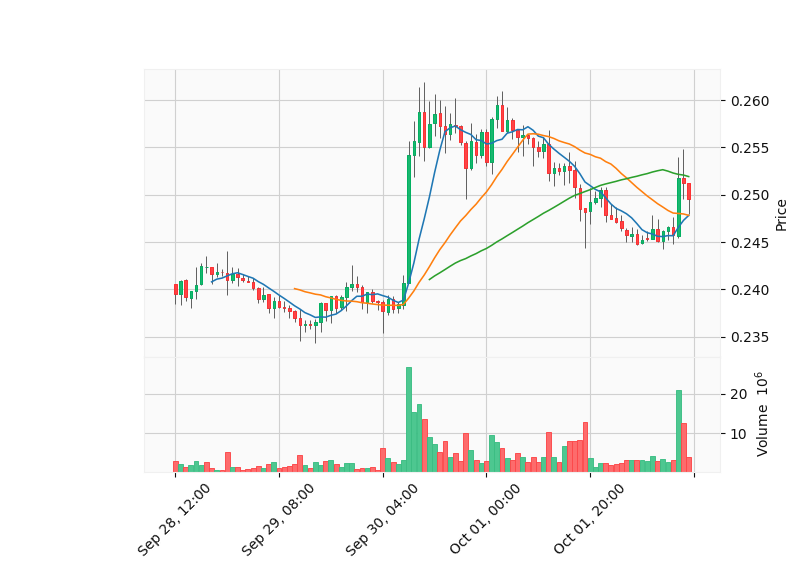 0.260
0.255
0.250
0.245
0.240
0.235
Price
20
10
Volume 10^6
Sep 28, 12:00
Sep 29, 08:00
Sep 30, 04:00
Oct 01, 00:00
Oct 01, 20:00